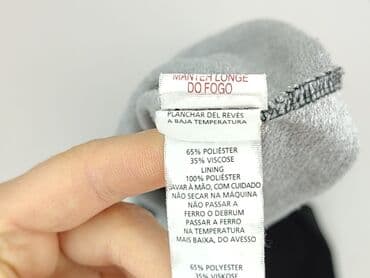 MANTER LONGE
DO FOGO
PLANCHAR DEL REVÉS
A BAJA TEMPERATURA
65% POLIÉSTER
35% VISCOSE
LINING
100% POLIÉSTER
LAVAR À MÃO, COM CUIDADO
NÃO SECAR NA MÁQUINA
NÃO PASSAR A
FERRO O DEBRUM
PASSAR A FERRO
NA TEMPERATURA
MAIS BAIXA, DO AVESSO
65% POLYESTER
35% VISCOSE